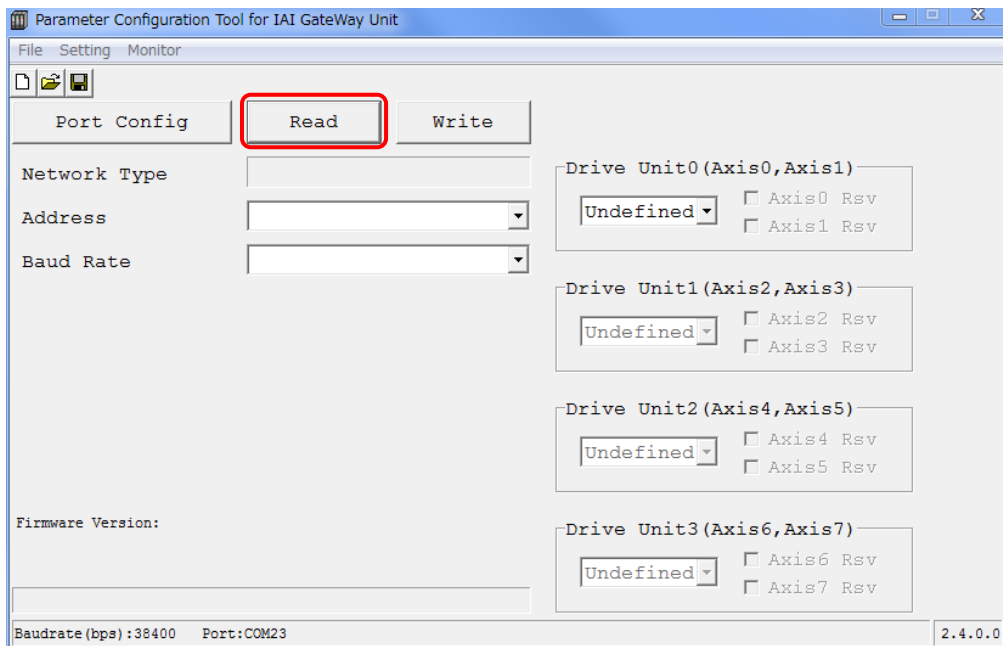 Parameter Configuration Tool for IAI GateWay Unit
File Setting Monitor
Port Config Read Write
Network Type
Address
Baud Rate
Firmware Version:
Drive Unit0(Axis0,Axis1)
Undefined
Axis0 Rsv
Axis1 Rsv
Drive Unit1(Axis2,Axis3)
Undefined
Axis2 Rsv
Axis3 Rsv
Drive Unit2(Axis4,Axis5)
Undefined
Axis4 Rsv
Axis5 Rsv
Drive Unit3(Axis6,Axis7)
Undefined
Axis6 Rsv
Axis7 Rsv
Baudrate(bps):38400 Port:COM23 2.4.0.0